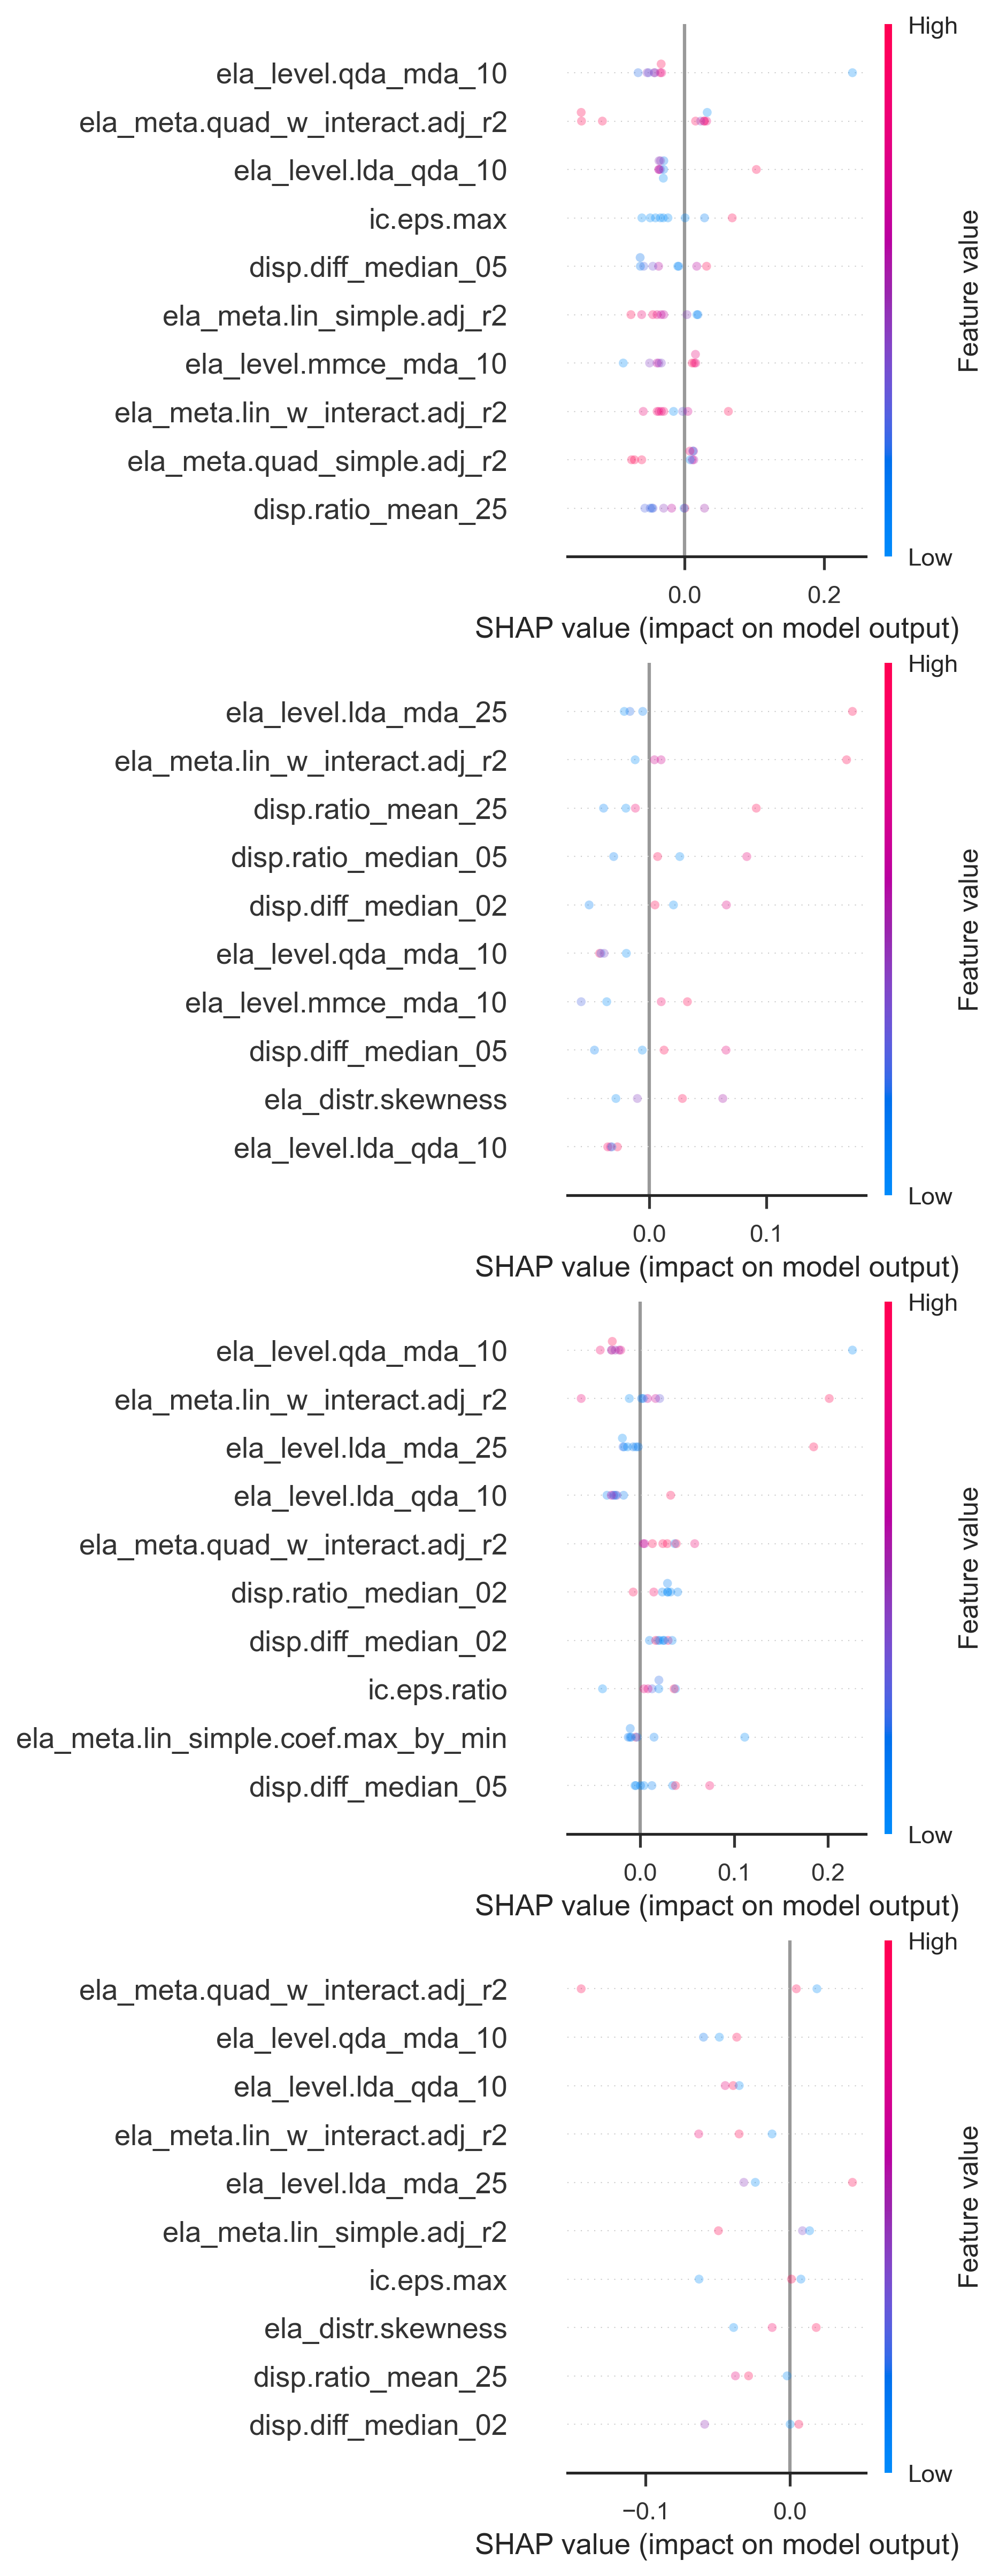 High
ela_level.qda_mda_10
ela_meta.quad_w_interact.adj_r2
ela_level.lda_qda_10
ic.eps.max
disp.diff_median_05
ela_meta.lin_simple.adj_r2
ela_level.mmce_mda_10
ela_meta.lin_w_interact.adj_r2
ela_meta.quad_simple.adj_r2
disp.ratio_mean_25
Feature value
Low
0.0 0.2
SHAP value (impact on model output)
High
ela_level.lda_mda_25
ela_meta.lin_w_interact.adj_r2
disp.ratio_mean_25
disp.ratio_median_05
disp.diff_median_02
ela_level.qda_mda_10
ela_level.mmce_mda_10
disp.diff_median_05
ela_distr.skewness
ela_level.lda_qda_10
Feature value
Low
0.0 0.1
SHAP value (impact on model output)
High
ela_level.qda_mda_10
ela_meta.lin_w_interact.adj_r2
ela_level.lda_mda_25
ela_level.lda_qda_10
ela_meta.quad_w_interact.adj_r2
disp.ratio_median_02
disp.diff_median_02
ic.eps.ratio
ela_meta.lin_simple.coef.max_by_min
disp.diff_median_05
Feature value
Low
0.0 0.1 0.2
SHAP value (impact on model output)
High
ela_meta.quad_w_interact.adj_r2
ela_level.qda_mda_10
ela_level.lda_qda_10
ela_meta.lin_w_interact.adj_r2
ela_level.lda_mda_25
ela_meta.lin_simple.adj_r2
ic.eps.max
ela_distr.skewness
disp.ratio_mean_25
disp.diff_median_02
Feature value
Low
−0.1 0.0
SHAP value (impact on model output)